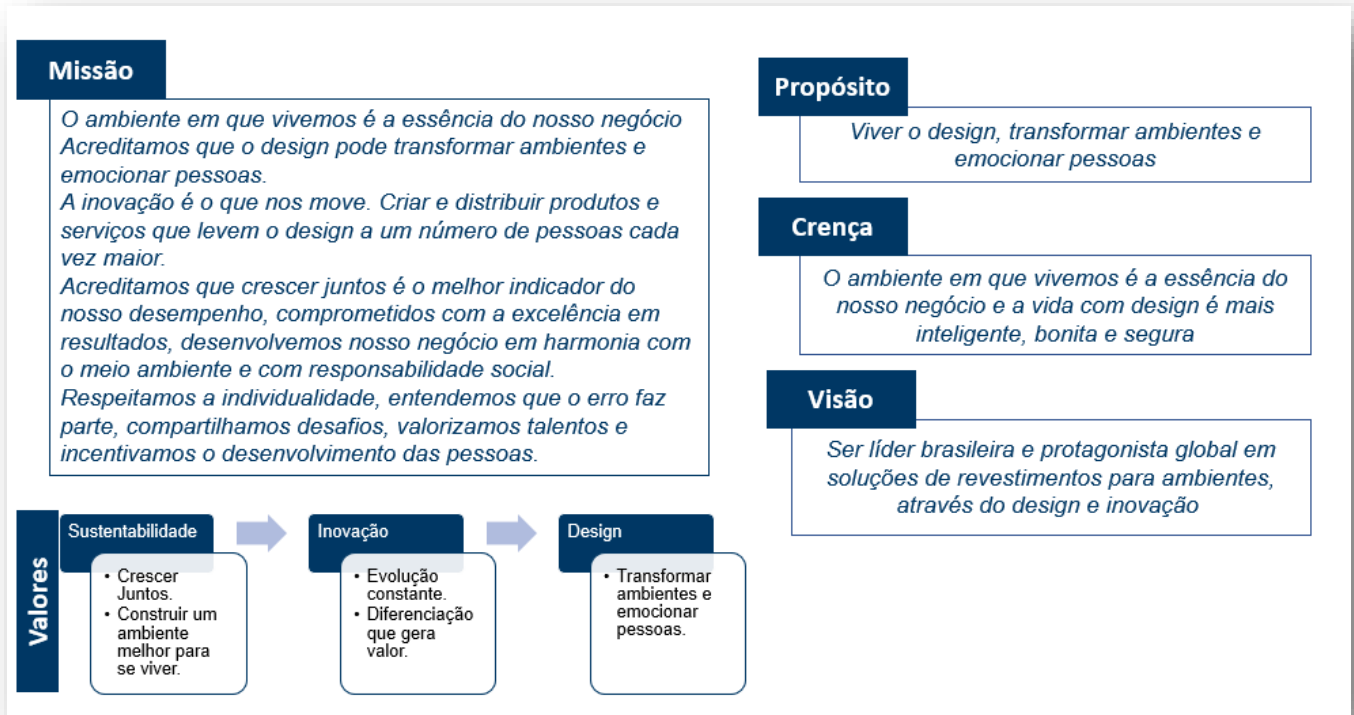 Missão
O ambiente em que vivemos é a essência do nosso negócio
Acreditamos que o design pode transformar ambientes e
emocionar pessoas.
A inovação é o que nos move. Criar e distribuir produtos e
serviços que levem o design a um número de pessoas cada
vez maior.
Acreditamos que crescer juntos é o melhor indicador do
nosso desempenho, comprometidos com a excelência em
resultados, desenvolvemos nosso negócio em harmonia com
o meio ambiente e com responsabilidade social.
Respeitamos a individualidade, entendemos que o erro faz
parte, compartilhamos desafios, valorizamos talentos e
incentivamos o desenvolvimento das pessoas.
Propósito
Viver o design, transformar ambientes e
emocionar pessoas
Crença
O ambiente em que vivemos é a essência do
nosso negócio e a vida com design é mais
inteligente, bonita e segura
Visão
Ser líder brasileira e protagonista global em
soluções de revestimentos para ambientes,
através do design e inovação
Valores
Sustentabilidade
• Crescer
Juntos.
• Construir um
ambiente
melhor para
se viver.
Inovação
• Evolução
constante.
• Diferenciação
que gera
valor.
Design
• Transformar
ambientes e
emocionar
pessoas.